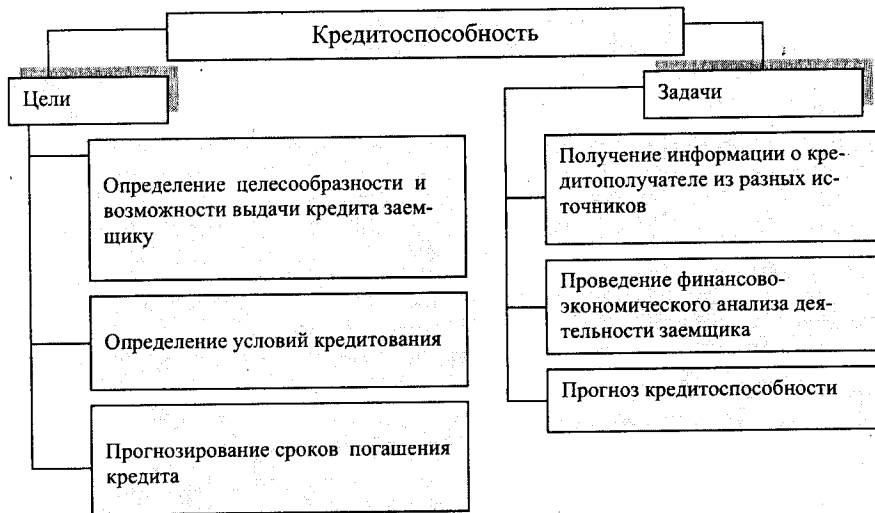 Кредитоспособность
Цели
Определение целесообразности и
возможности выдачи кредита заем-
щику
Определение условий кредитования
Прогнозирование сроков погашения
кредита
Задачи
Получение информации о кре-
дитополучателе из разных ис-
точников
Проведение финансово-
экономического анализа дея-
тельности заемщика
Прогноз кредитоспособности